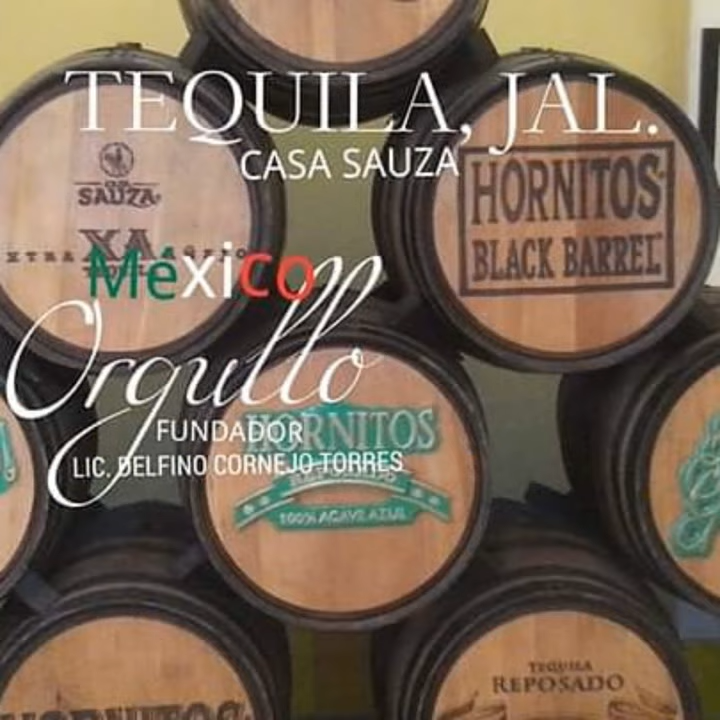 TEQUILA, JAL.
CASA SAUZA
SAUZA
XA
HORNITOS
BLACK BARREL
México
Orgullo
FUNDADOR
LIC. DELFINO CORNEJO TORRES
HORNITOS
100% AGAVE AZUL
HORNITOS
TEQUILA
REPOSADO